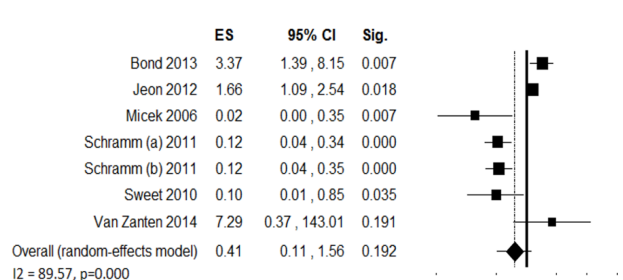 ES 95% CI Sig.
Bond 2013 3.37 1.39 , 8.15 0.007
Jeon 2012 1.66 1.09 , 2.54 0.018
Micek 2006 0.02 0.00 , 0.35 0.007
Schramm (a) 2011 0.12 0.04 , 0.34 0.000
Schramm (b) 2011 0.12 0.04 , 0.35 0.000
Sweet 2010 0.10 0.01 , 0.85 0.035
Van Zanten 2014 7.29 0.37 , 143.01 0.191
Overall (random-effects model) 0.41 0.11 , 1.56 0.192
I2 = 89.57, p=0.000